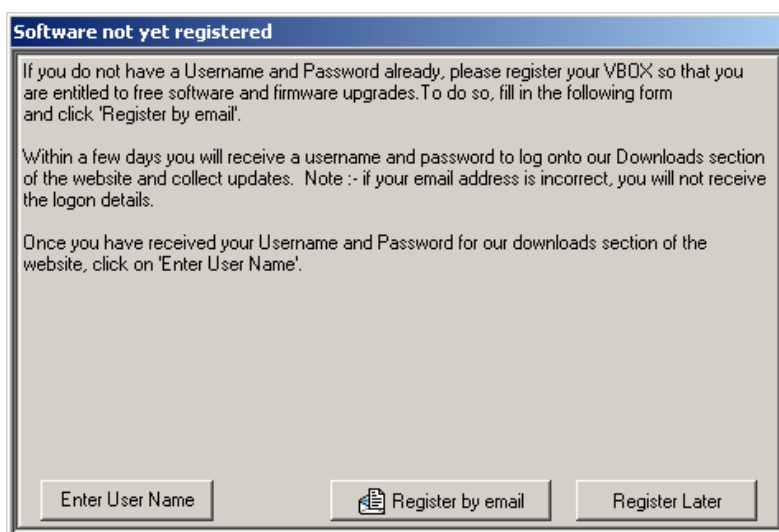 Software not yet registered
If you do not have a Username and Password already, please register your VBOX so that you
are entitled to free software and firmware upgrades.To do so, fill in the following form
and click 'Register by email'.
Within a few days you will receive a username and password to log onto our Downloads section
of the website and collect updates.  Note :- if your email address is incorrect, you will not receive
the logon details.
Once you have received your Username and Password for our downloads section of the
website, click on 'Enter User Name'.
Enter User Name
Register by email
Register Later